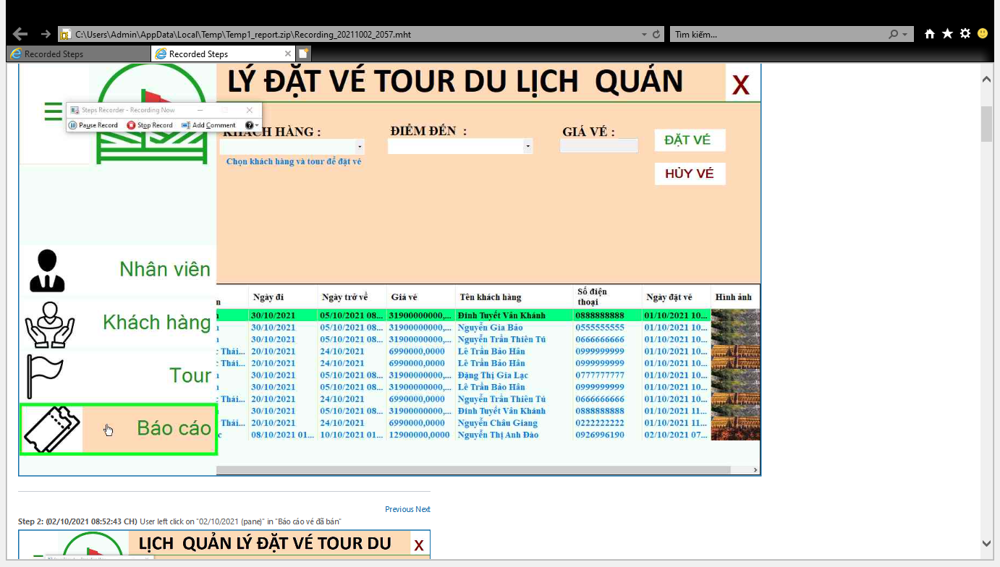 C:\Users\Admin\AppData\Local\Temp\Temp1_report.zip\Recording_20211002_2057.mht
Tìm kiếm...
Recorded Steps
Recorded Steps
LÝ ĐẶT VÉ TOUR DU LỊCH QUẢN
X
Steps Recorder - Recording Now
Pause Record Stop Record Add Comment
KHÁCH HÀNG :
ĐIỂM ĐẾN :
GIÁ VÉ :
ĐẶT VÉ
Chọn khách hàng và tour để đặt vé
HỦY VÉ
Nhân viên
Khách hàng
Tour
Báo cáo
Ngày đi Ngày trở về Giá vé Tên khách hàng Số điện thoại Ngày đặt vé Hình ảnh
30/10/2021 05/10/2021 08... 31900000000,... Đinh Tuyết Vân Khánh 0888888888 01/10/2021 10...
30/10/2021 05/10/2021 08... 31900000000,... Nguyễn Gia Bảo 0555555555 01/10/2021 10...
30/10/2021 05/10/2021 08... 31900000000,... Nguyễn Trần Thiên Tú 0666666666 01/10/2021 10...
Thái... 20/10/2021 24/10/2021 6990000,0000 Lê Trần Bảo Hân 0999999999 01/10/2021 10...
Thái... 20/10/2021 24/10/2021 6990000,0000 Lê Trần Bảo Hân 0999999999 01/10/2021 10...
30/10/2021 05/10/2021 08... 31900000000,... Đặng Thị Gia Lạc 0777777777 01/10/2021 10...
30/10/2021 05/10/2021 08... 31900000000,... Lê Trần Bảo Hân 0999999999 01/10/2021 10...
Thái... 20/10/2021 24/10/2021 6990000,0000 Nguyễn Trần Thiên Tú 0666666666 01/10/2021 10...
30/10/2021 05/10/2021 08... 31900000000,... Đinh Tuyết Vân Khánh 0888888888 01/10/2021 11...
Thái... 20/10/2021 24/10/2021 6990000,0000 Nguyễn Châu Giang 0222222222 01/10/2021 11...
08/10/2021 01... 10/10/2021 01... 12900000,0000 Nguyễn Thị Anh Đào 0926996190 02/10/2021 07...
Previous Next
Step 2: (02/10/2021 08:52:43 CH) User left click on "02/10/2021 (pane)" in "Báo cáo vé đã bán"
LỊCH QUẢN LÝ ĐẶT VÉ TOUR DU
X